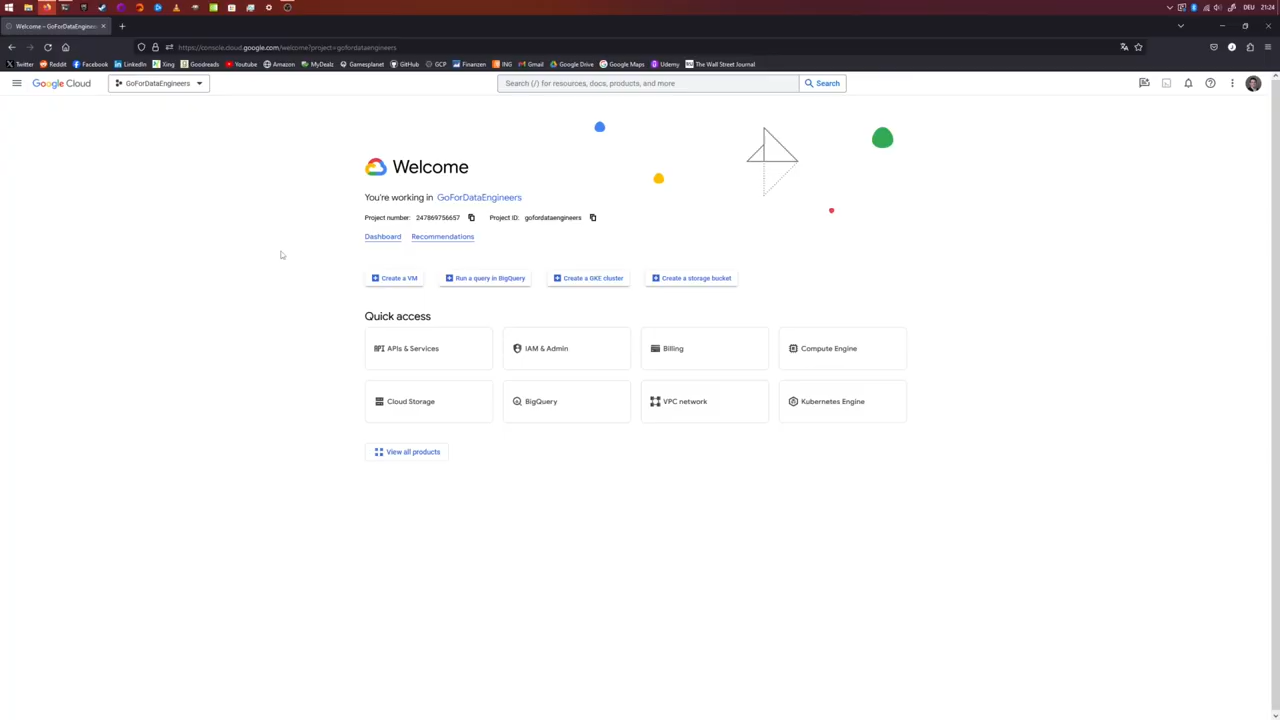 DEU 21:24
Welcome – GoForDataEnginee
https://console.cloud.google.com/welcome?project=gofordataengineers
Twitter Reddit Facebook LinkedIn Xing Goodreads Youtube Amazon MyDealz Gamesplanet GitHub GCP Finanzen ING Gmail Google Drive Google Maps Udemy The Wall Street Journal
Google Cloud GoForDataEngineers Search (/) for resources, docs, products, and more Search
Welcome
You're working in GoForDataEngineers
Project number: 247869756657 Project ID: gofordataengineers
Dashboard Recommendations
Create a VM Run a query in BigQuery Create a GKE cluster Create a storage bucket
Quick access
API APIs & Services IAM & Admin Billing Compute Engine
Cloud Storage BigQuery VPC network Kubernetes Engine
View all products